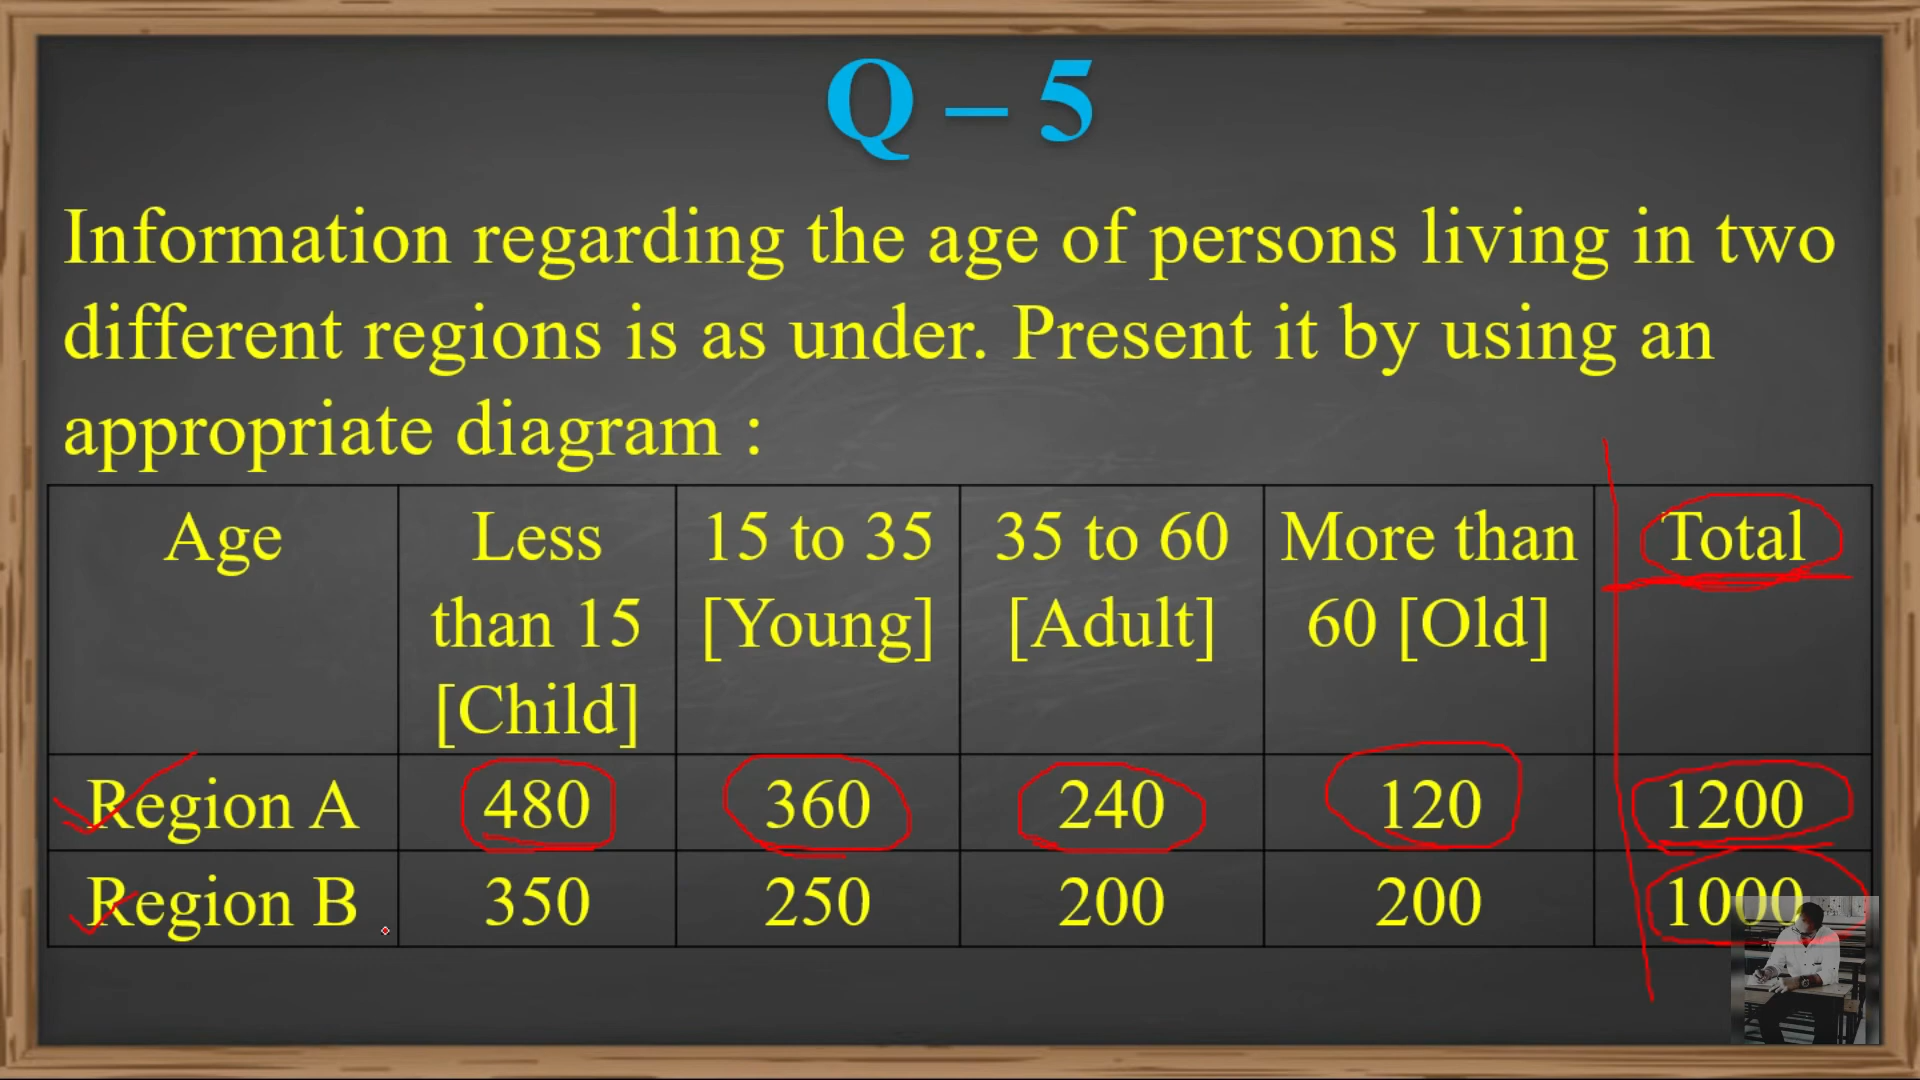 Q – 5
Information regarding the age of persons living in two
different regions is as under. Present it by using an
appropriate diagram :
Age Less than 15 [Child] 15 to 35 [Young] 35 to 60 [Adult] More than 60 [Old] Total
Region A 480 360 240 120 1200
Region B 350 250 200 200 1000